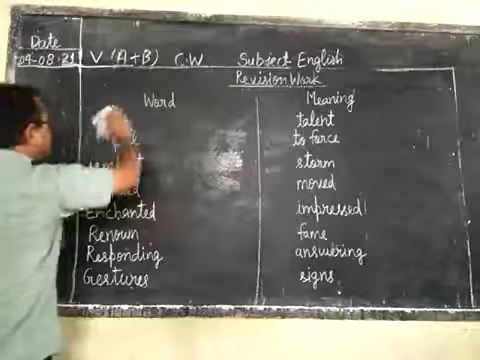 Date
09-08-21 V (A+B) C.W Subject-English
Revision Work
Word Meaning
talent
to force
storm
moved
Enchanted impressed
Renown fame
Responding answering
Gestures signs